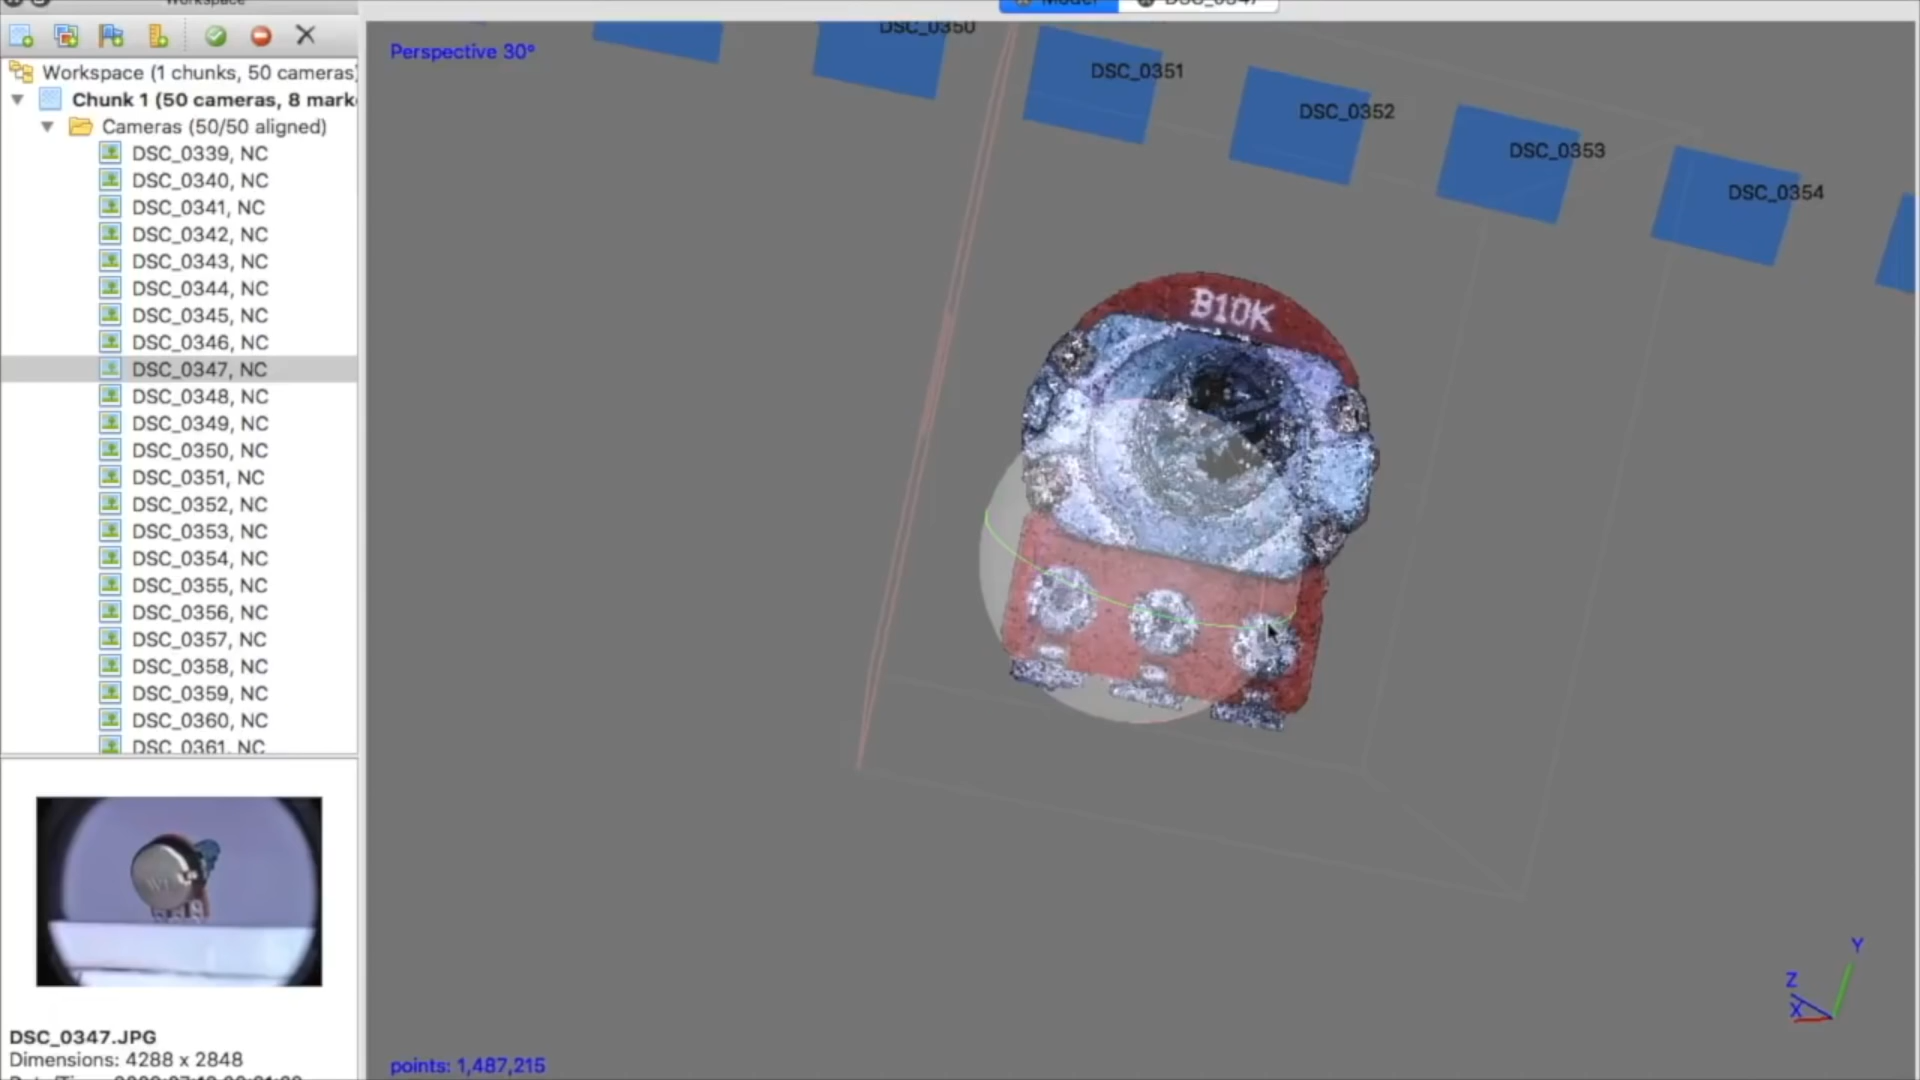 Workspace
Model
DSC_0347
Workspace (1 chunks, 50 cameras)
Chunk 1 (50 cameras, 8 mark
Cameras (50/50 aligned)
DSC_0339, NC
DSC_0340, NC
DSC_0341, NC
DSC_0342, NC
DSC_0343, NC
DSC_0344, NC
DSC_0345, NC
DSC_0346, NC
DSC_0347, NC
DSC_0348, NC
DSC_0349, NC
DSC_0350, NC
DSC_0351, NC
DSC_0352, NC
DSC_0353, NC
DSC_0354, NC
DSC_0355, NC
DSC_0356, NC
DSC_0357, NC
DSC_0358, NC
DSC_0359, NC
DSC_0360, NC
DSC_0361, NC
DSC_0347.JPG
Dimensions: 4288 x 2848
Perspective 30°
DSC_0350
DSC_0351
DSC_0352
DSC_0353
DSC_0354
B10K
Y
Z
X
points: 1,487,215